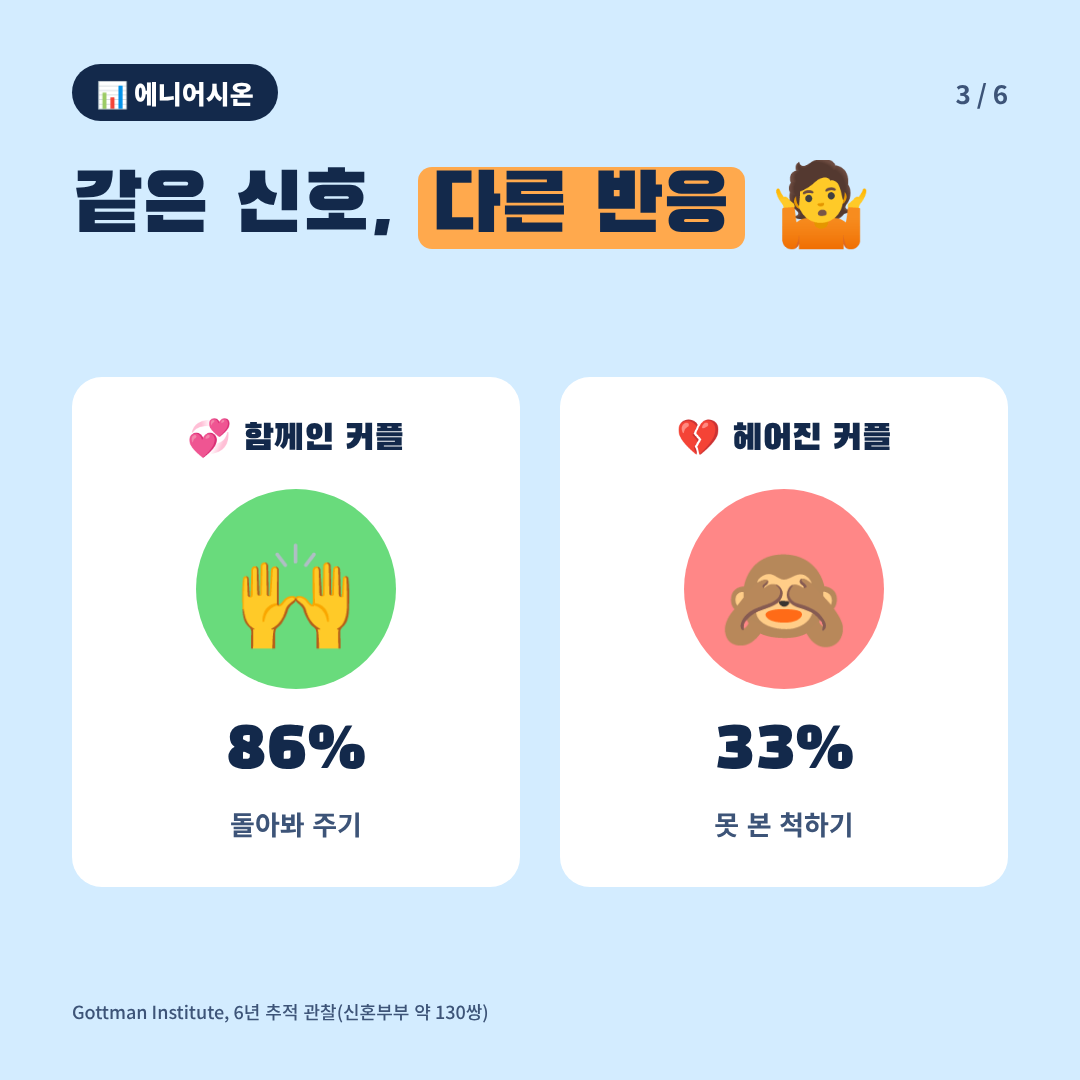 📊 에니어시온
3 / 6
같은 신호, 다른 반응 🤷
💞 함께인 커플
86%
돌아봐 주기
💔 헤어진 커플
33%
못 본 척하기
Gottman Institute, 6년 추적 관찰(신혼부부 약 130쌍)